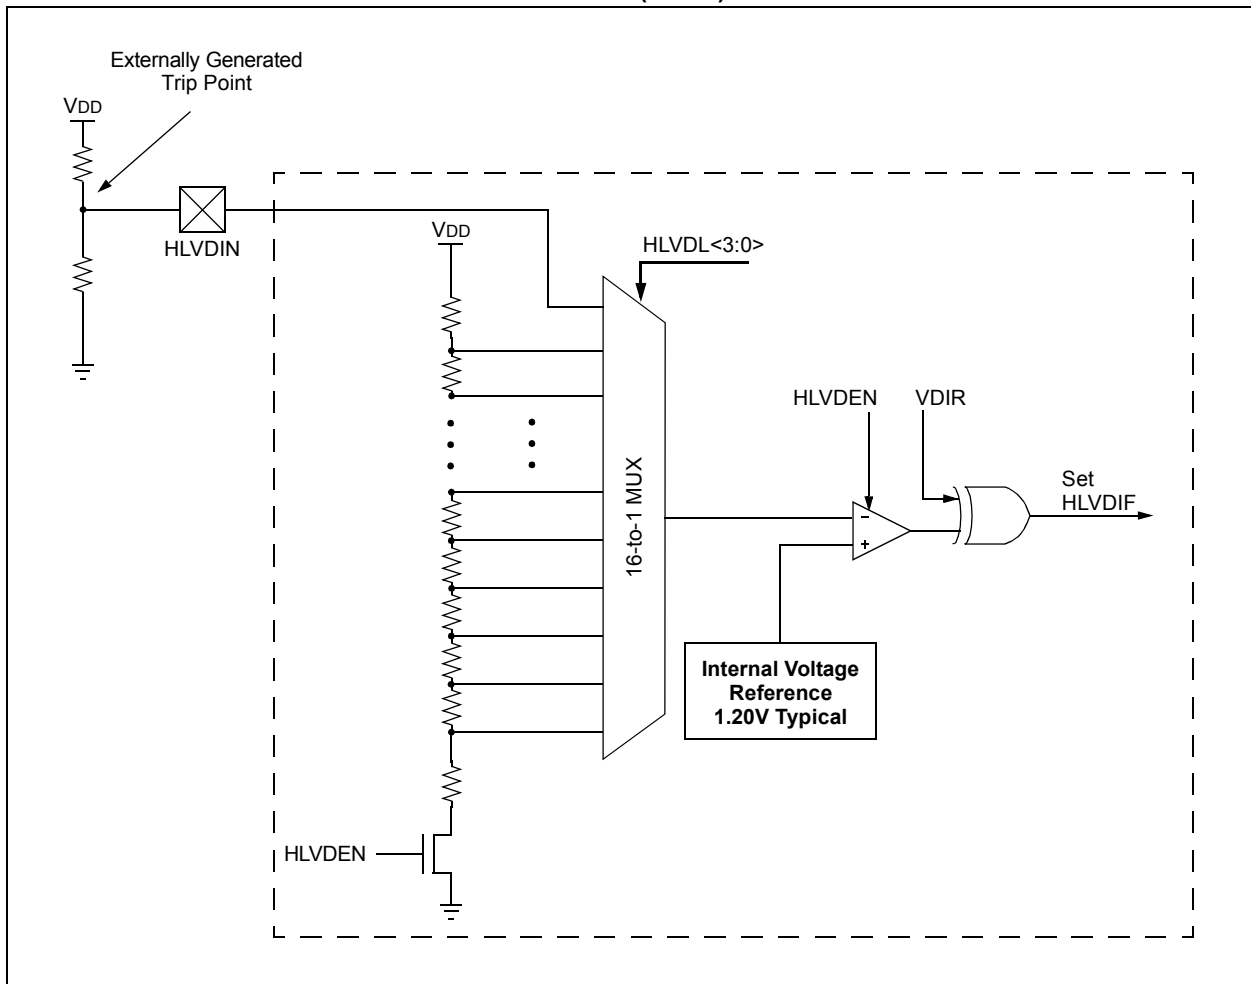 Externally Generated
Trip Point
VDD
HLVDIN
VDD
HLVDL<3:0>
16-to-1 MUX
HLVDEN
VDIR
Set
HLVDIF
–
+
Internal Voltage
Reference
1.20V Typical
HLVDEN